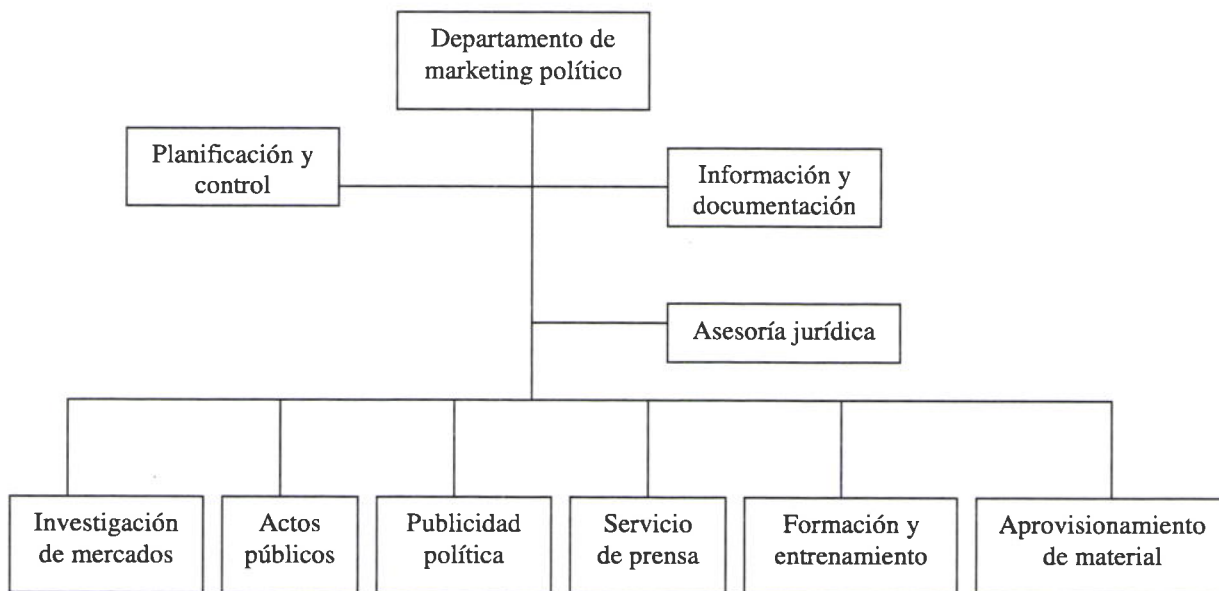 Departamento de
marketing político
Planificación y
control
Información y
documentación
Asesoría jurídica
Investigación
de mercados
Actos
públicos
Publicidad
política
Servicio
de prensa
Formación y
entrenamiento
Aprovisionamiento
de material